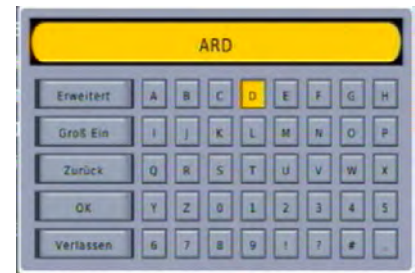 ARD
Erweitert A B C D E F G H
Groß Ein I J K L M N O P
Zurück Q R S T U V W X
OK Y Z 0 1 2 3 4 5
Verlassen 6 7 8 9 ! ? # .